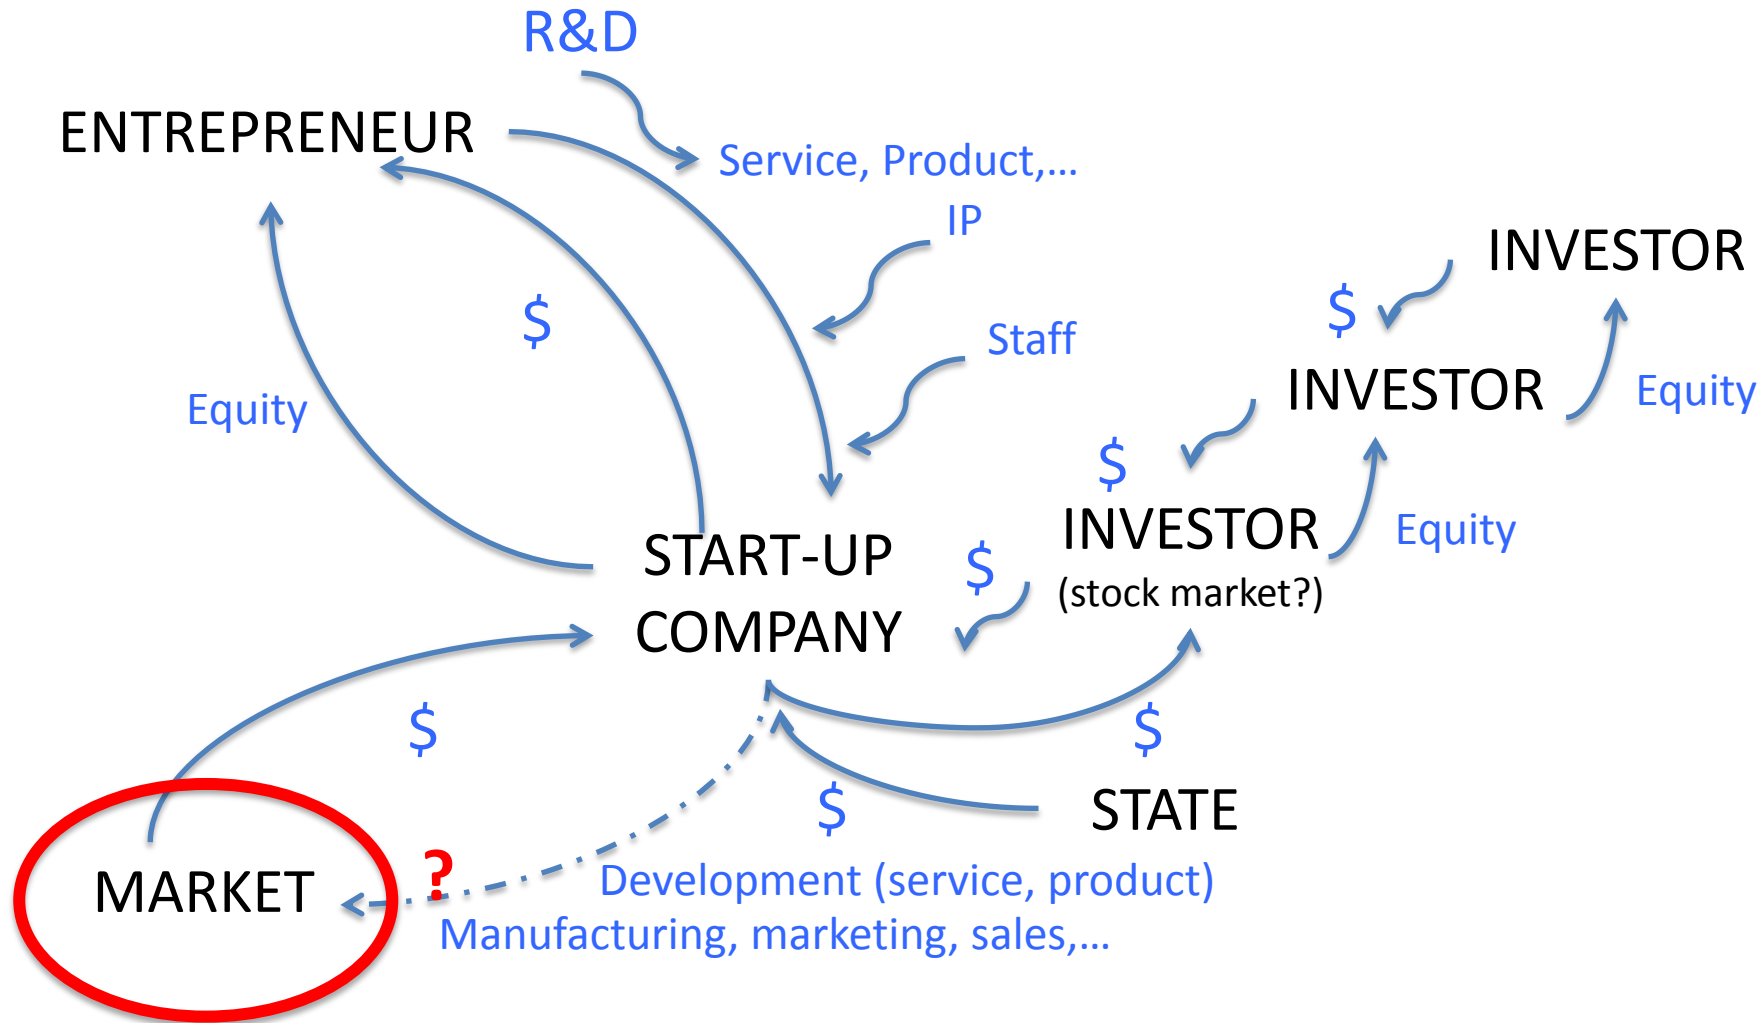 R&D
ENTREPRENEUR
Service, Product,...
IP
INVESTOR
$
$
Staff
INVESTOR
Equity
Equity
$
INVESTOR
Equity
START-UP
$
(stock market?)
COMPANY
$
$
$
STATE
?
MARKET
Development (service, product)
Manufacturing, marketing, sales,...